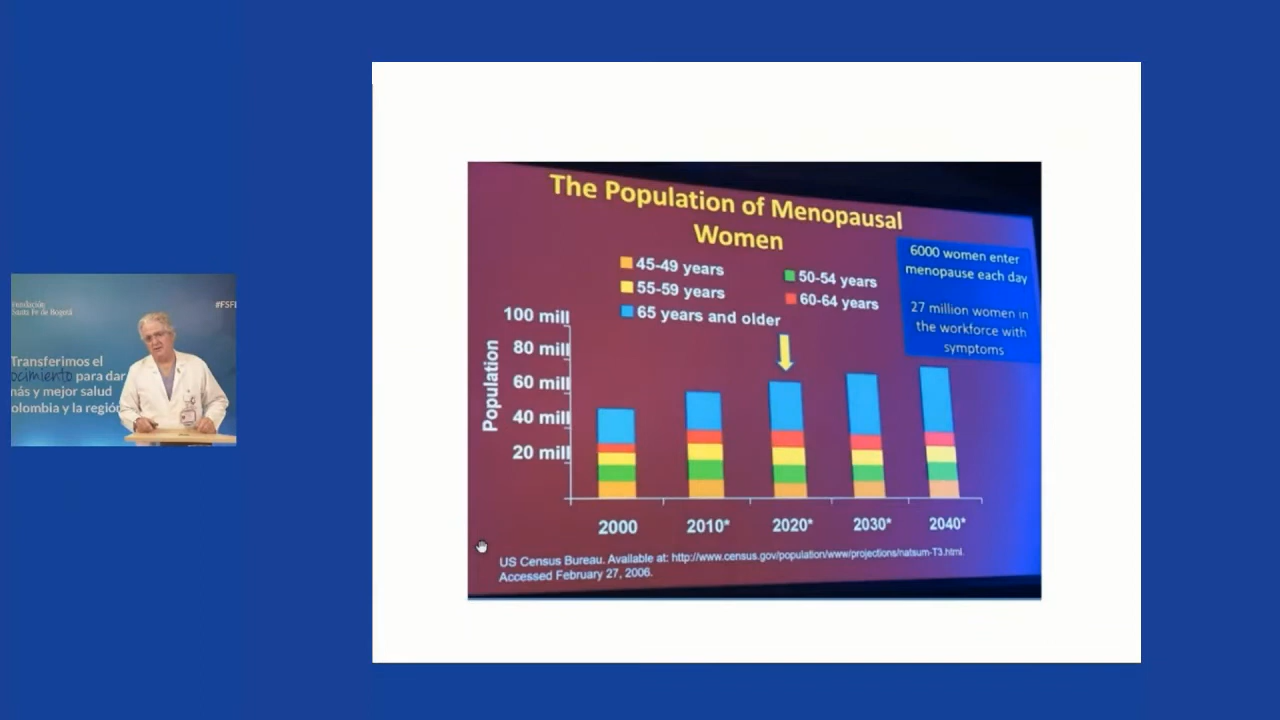 Fundación
Santa Fe de Bogotá
#FSF
Transferimos el
para dar
más y mejor salud
olombia y la región
The Population of Menopausal
Women
45-49 years
50-54 years
55-59 years
60-64 years
65 years and older
6000 women enter
menopause each day
27 million women in
the workforce with
symptoms
Population
100 mill
80 mill
60 mill
40 mill
20 mill
2000
2010*
2020*
2030*
2040*
US Census Bureau. Available at: http://www.census.gov/population/www/projections/natsum-T3.html.
Accessed February 27, 2006.